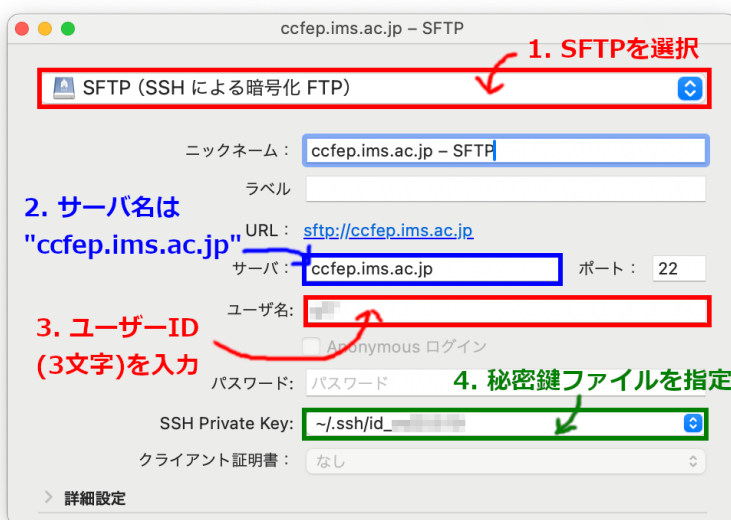 ccfep.ims.ac.jp – SFTP
1. SFTPを選択
SFTP（SSH による暗号化 FTP）
ニックネーム：
ccfep.ims.ac.jp – SFTP
ラベル
2. サーバ名は
"ccfep.ims.ac.jp"
URL：
sftp://ccfep.ims.ac.jp
サーバ：
ccfep.ims.ac.jp
ポート：
22
ユーザ名:
3. ユーザーID
(3文字)を入力
Anonymous ログイン
パスワード:
パスワード
4. 秘密鍵ファイルを指定
SSH Private Key:
~/.ssh/id_
クライアント証明書：
なし
詳細設定